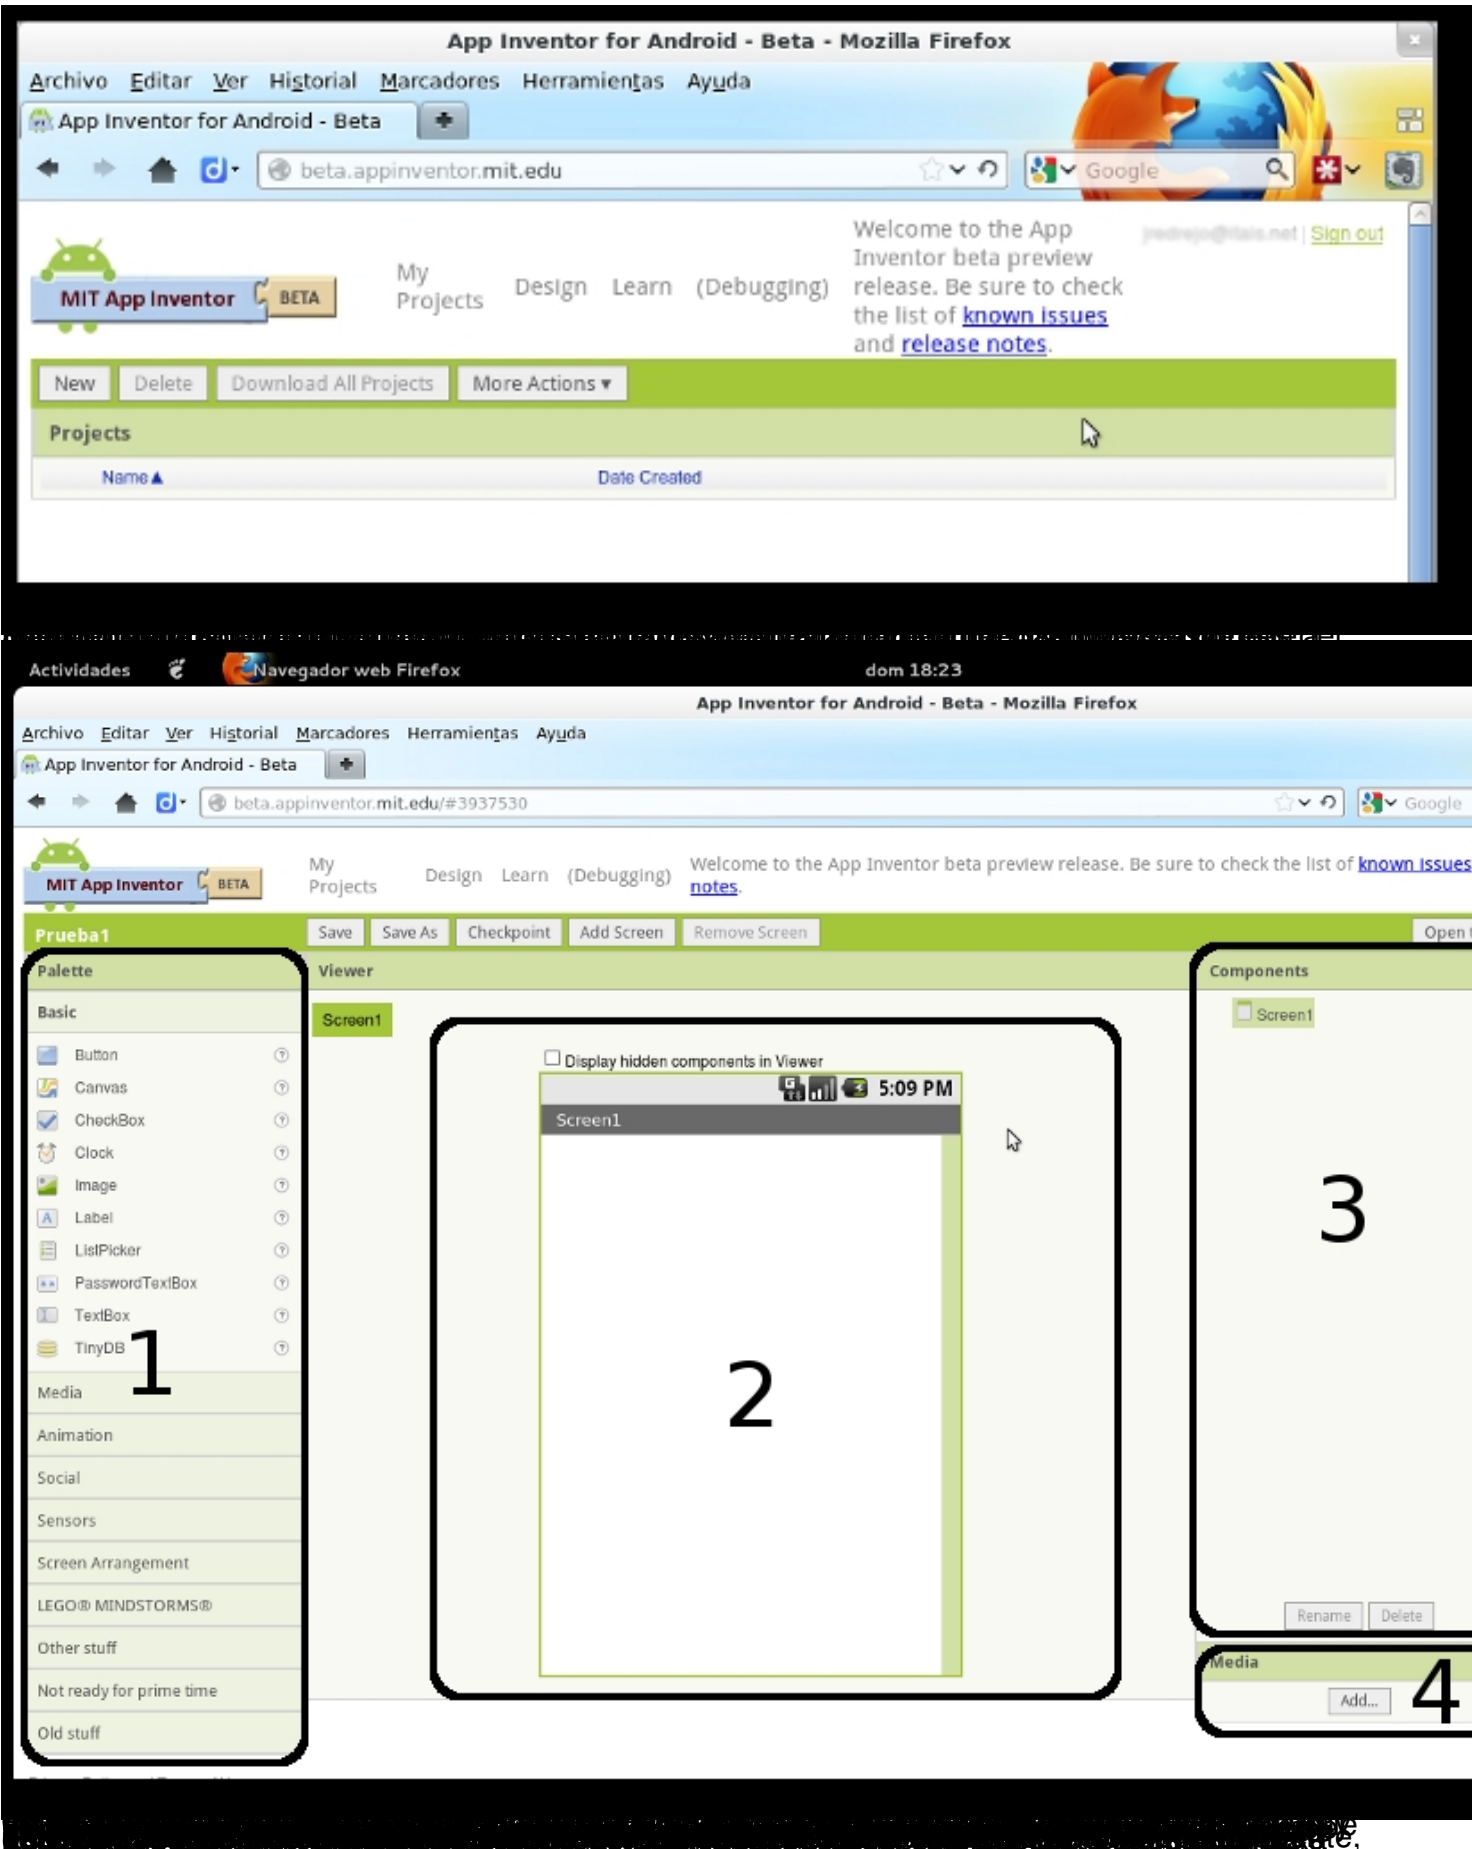 App Inventor for Android - Beta - Mozilla Firefox
Archivo Editar Ver Historial Marcadores Herramientas Ayuda
App Inventor for Android - Beta
beta.appinventor.mit.edu
Google
Welcome to the App
Inventor beta preview
release. Be sure to check
the list of known issues
and release notes.
| Sign out
MIT App Inventor BETA
My
Projects
Design Learn (Debugging)
New Delete Download All Projects More Actions ▾
Projects
Name▲ Date Created
Actividades Navegador web Firefox dom 18:23
App Inventor for Android - Beta - Mozilla Firefox
Archivo Editar Ver Historial Marcadores Herramientas Ayuda
App Inventor for Android - Beta
beta.appinventor.mit.edu/#3937530
Google
MIT App Inventor BETA
My
Projects
Design Learn (Debugging)
Welcome to the App Inventor beta preview release. Be sure to check the list of known issues
notes.
Prueba1 Save Save As Checkpoint Add Screen Remove Screen Open
Palette
Basic
Button
Canvas
CheckBox
Clock
Image
Label
ListPicker
PasswordTextBox
TextBox
TinyDB
1
Media
Animation
Social
Sensors
Screen Arrangement
LEGO® MINDSTORMS®
Other stuff
Not ready for prime time
Old stuff
Viewer
Screen1
Display hidden components in Viewer
5:09 PM
Screen1
2
Components
Screen1
3
Rename Delete
Media
Add...
4